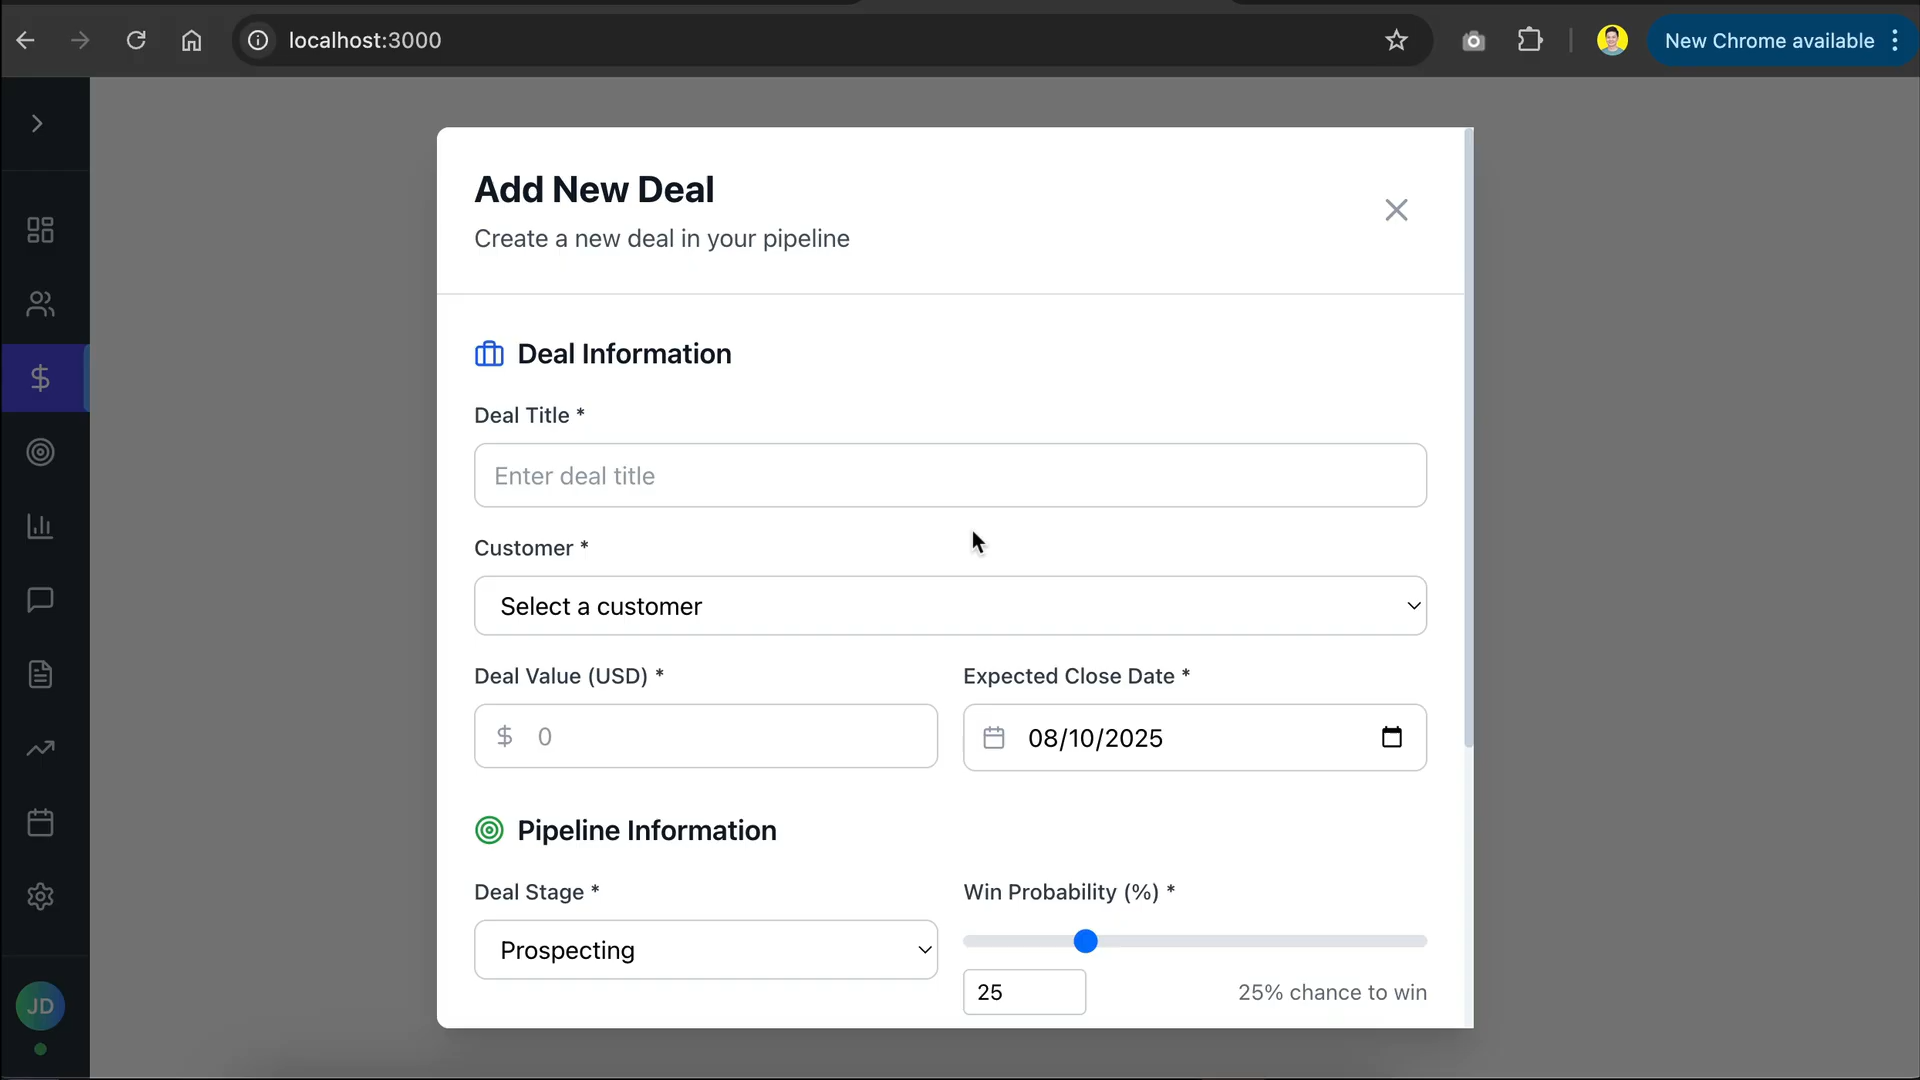 localhost:3000
New Chrome available
Add New Deal
Create a new deal in your pipeline
Deal Information
Deal Title *
Enter deal title
Customer *
Select a customer
Deal Value (USD) *
Expected Close Date *
$ 0
08/10/2025
Pipeline Information
Deal Stage *
Win Probability (%) *
Prospecting
25
25% chance to win
JD